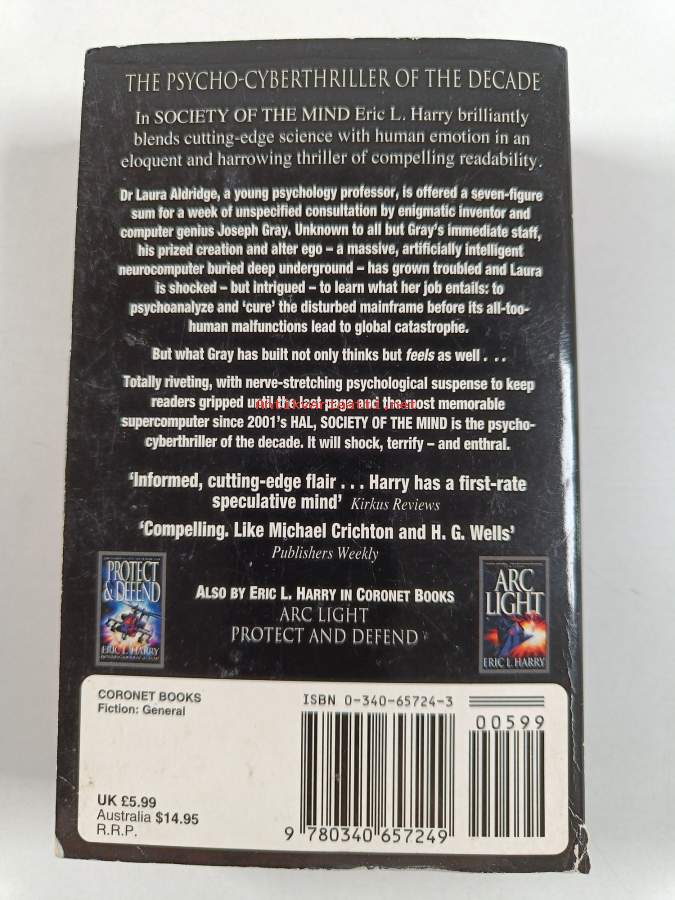 THE PSYCHO-CYBERTHRILLER OF THE DECADE
In SOCIETY OF THE MIND Eric L. Harry brilliantly
blends cutting-edge science with human emotion in an
eloquent and harrowing thriller of compelling readability.
Dr Laura Aldridge, a young psychology professor, is offered a seven-figure
sum for a week of unspecified consultation by enigmatic inventor and
computer genius Joseph Gray. Unknown to all but Gray's immediate staff,
his prized creation and alter ego – a massive, artificially intelligent
neurocomputer buried deep underground – has grown troubled and Laura
is shocked – but intrigued – to learn what her job entails: to
psychoanalyze and 'cure' the disturbed mainframe before its all-too-
human malfunctions lead to global catastrophe.
But what Gray has built not only thinks but feels as well . . .
Totally riveting, with nerve-stretching psychological suspense to keep
readers gripped until the last page and the most memorable
Antikvariaatti.net
supercomputer since 2001's HAL, SOCIETY OF THE MIND is the psycho-
cyberthriller of the decade. It will shock, terrify – and enthral.
'Informed, cutting-edge flair . . . Harry has a first-rate
speculative mind' Kirkus Reviews
'Compelling. Like Michael Crichton and H. G. Wells'
Publishers Weekly
PROTECT
& DEFEND
ERIC L. HARRY
ALSO BY ERIC L. HARRY IN CORONET BOOKS
ARC LIGHT
PROTECT AND DEFEND
ARC
LIGHT
ERIC L. HARRY
CORONET BOOKS
Fiction: General
UK £5.99
Australia $14.95
R.R.P.
ISBN 0-340-65724-3
00599
9 780340 657249